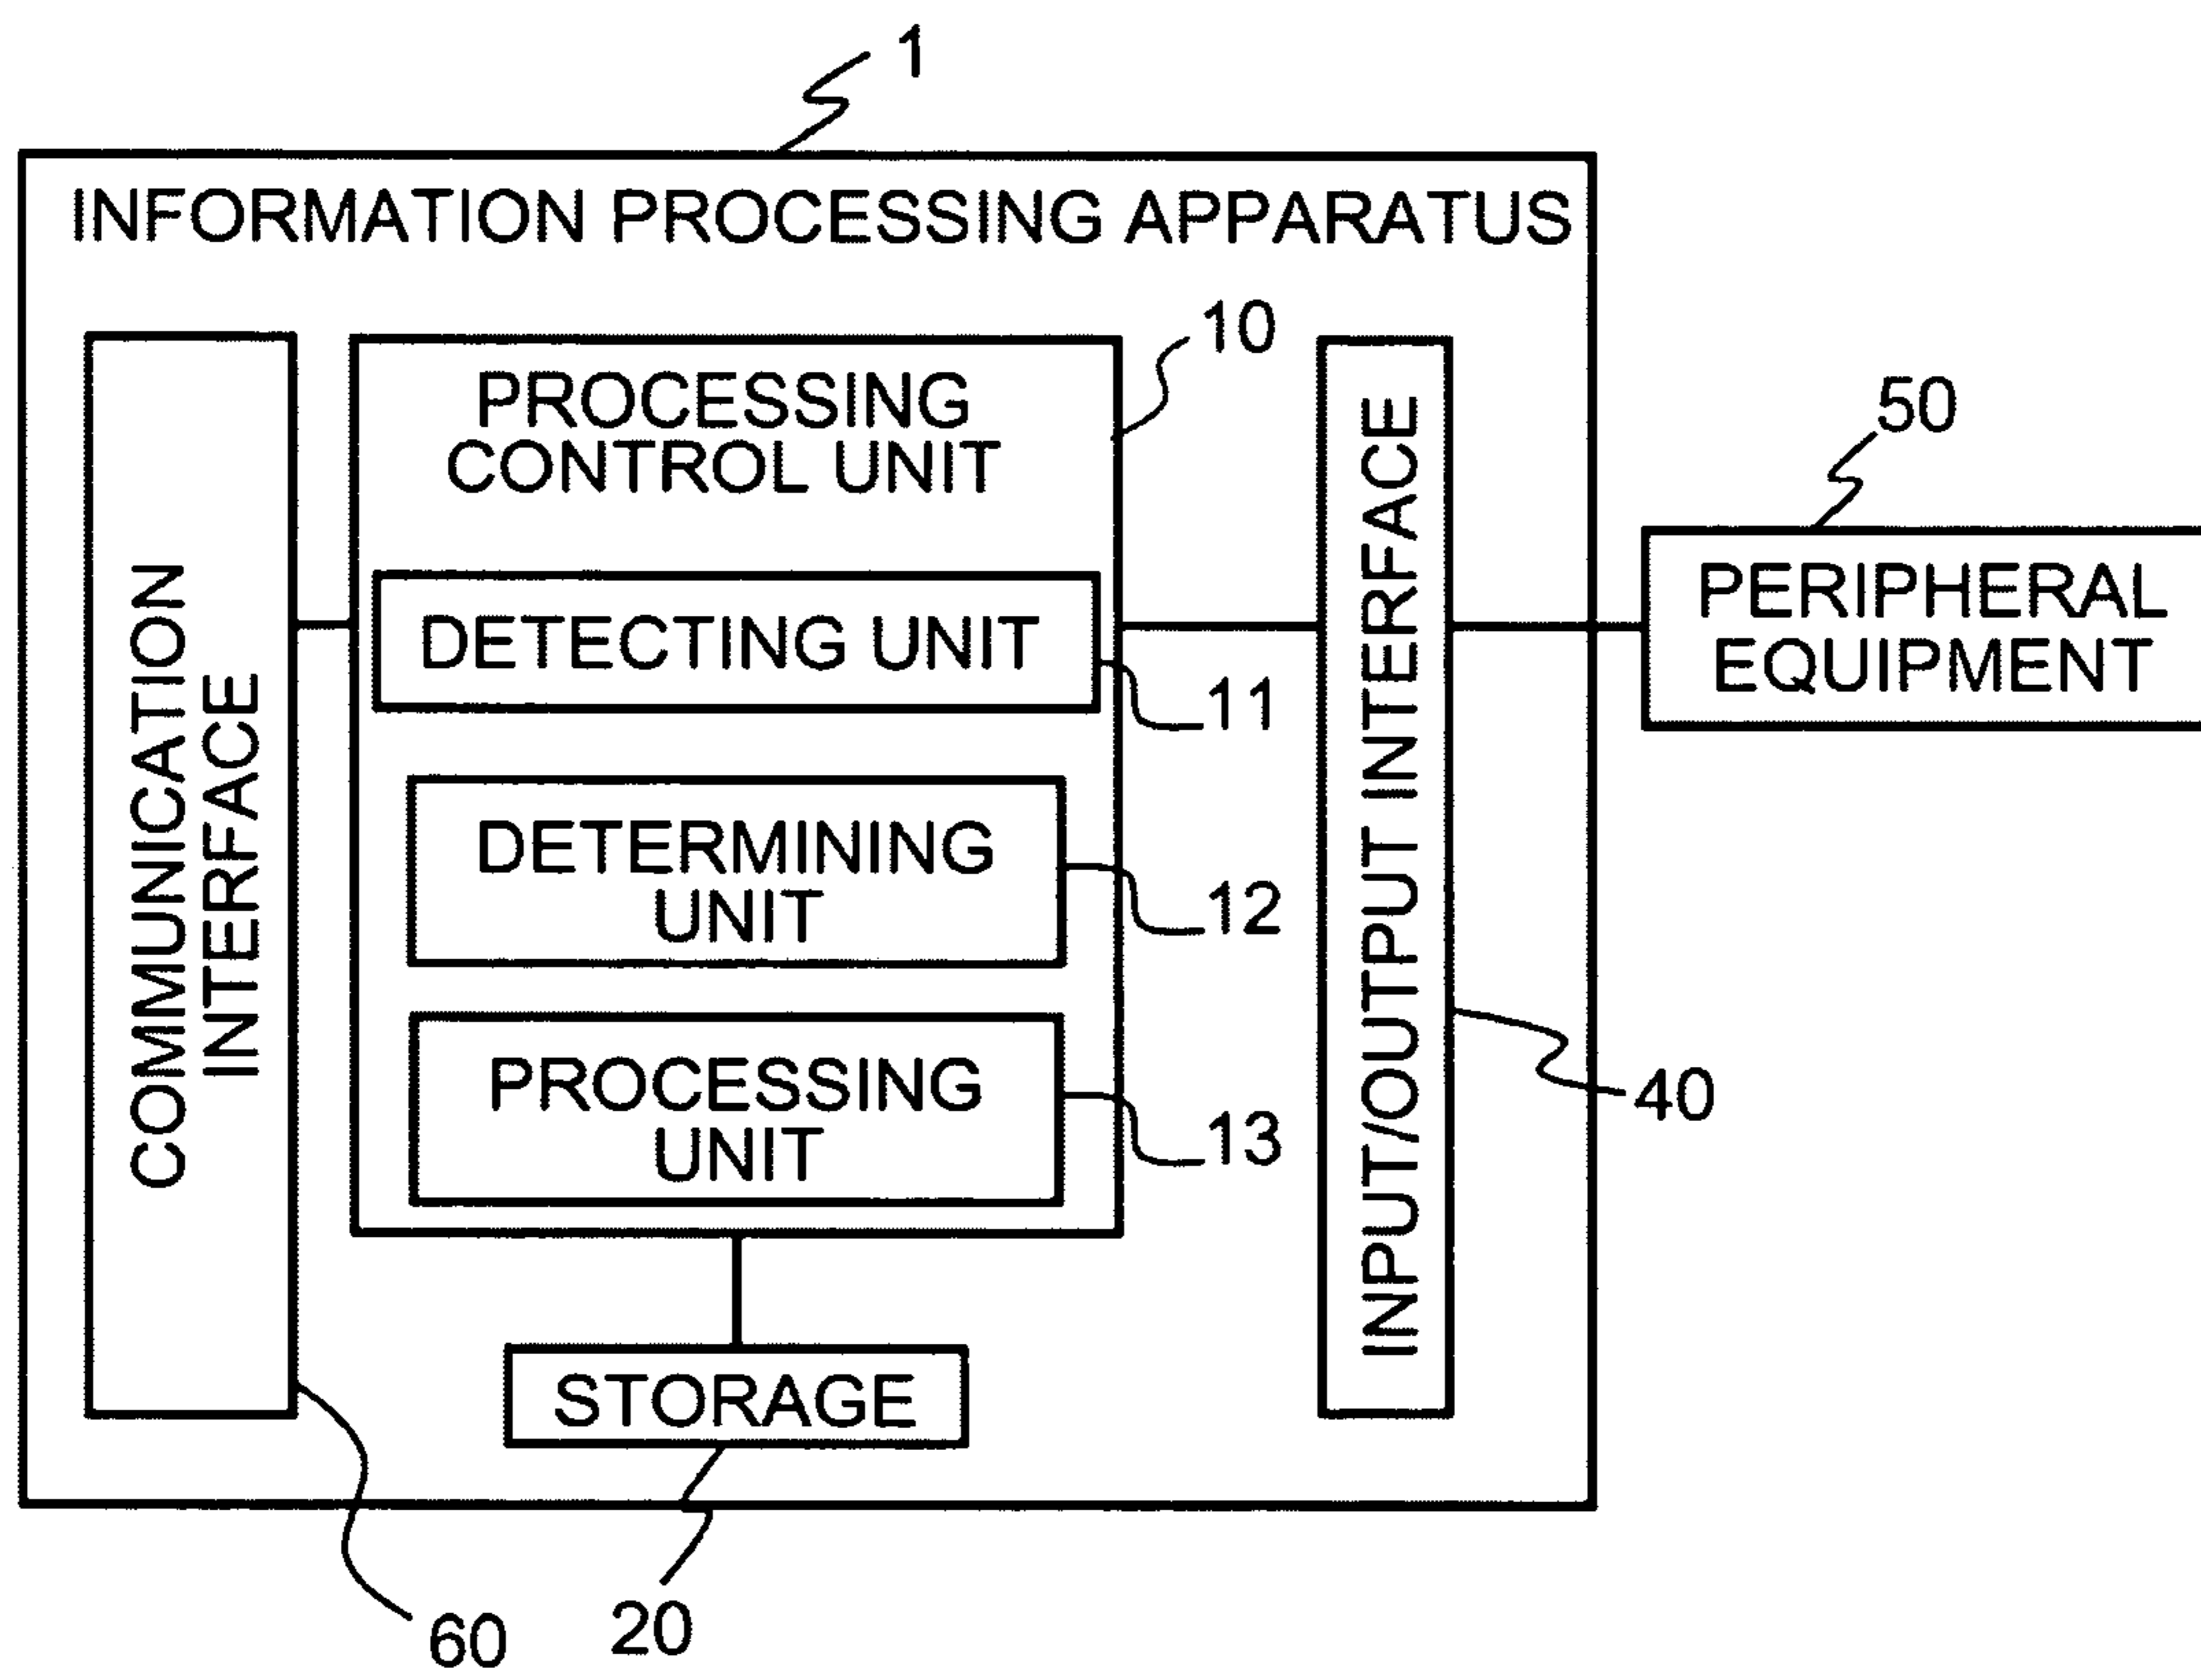 1
INFORMATION PROCESSING APPARATUS
10
PROCESSING
CONTROL UNIT
50
PERIPHERAL
EQUIPMENT
COMMUNICATION
INTERFACE
DETECTING UNIT
11
INPUT/OUTPUT INTERFACE
DETERMINING
UNIT
12
PROCESSING
UNIT
13
40
STORAGE
20
60